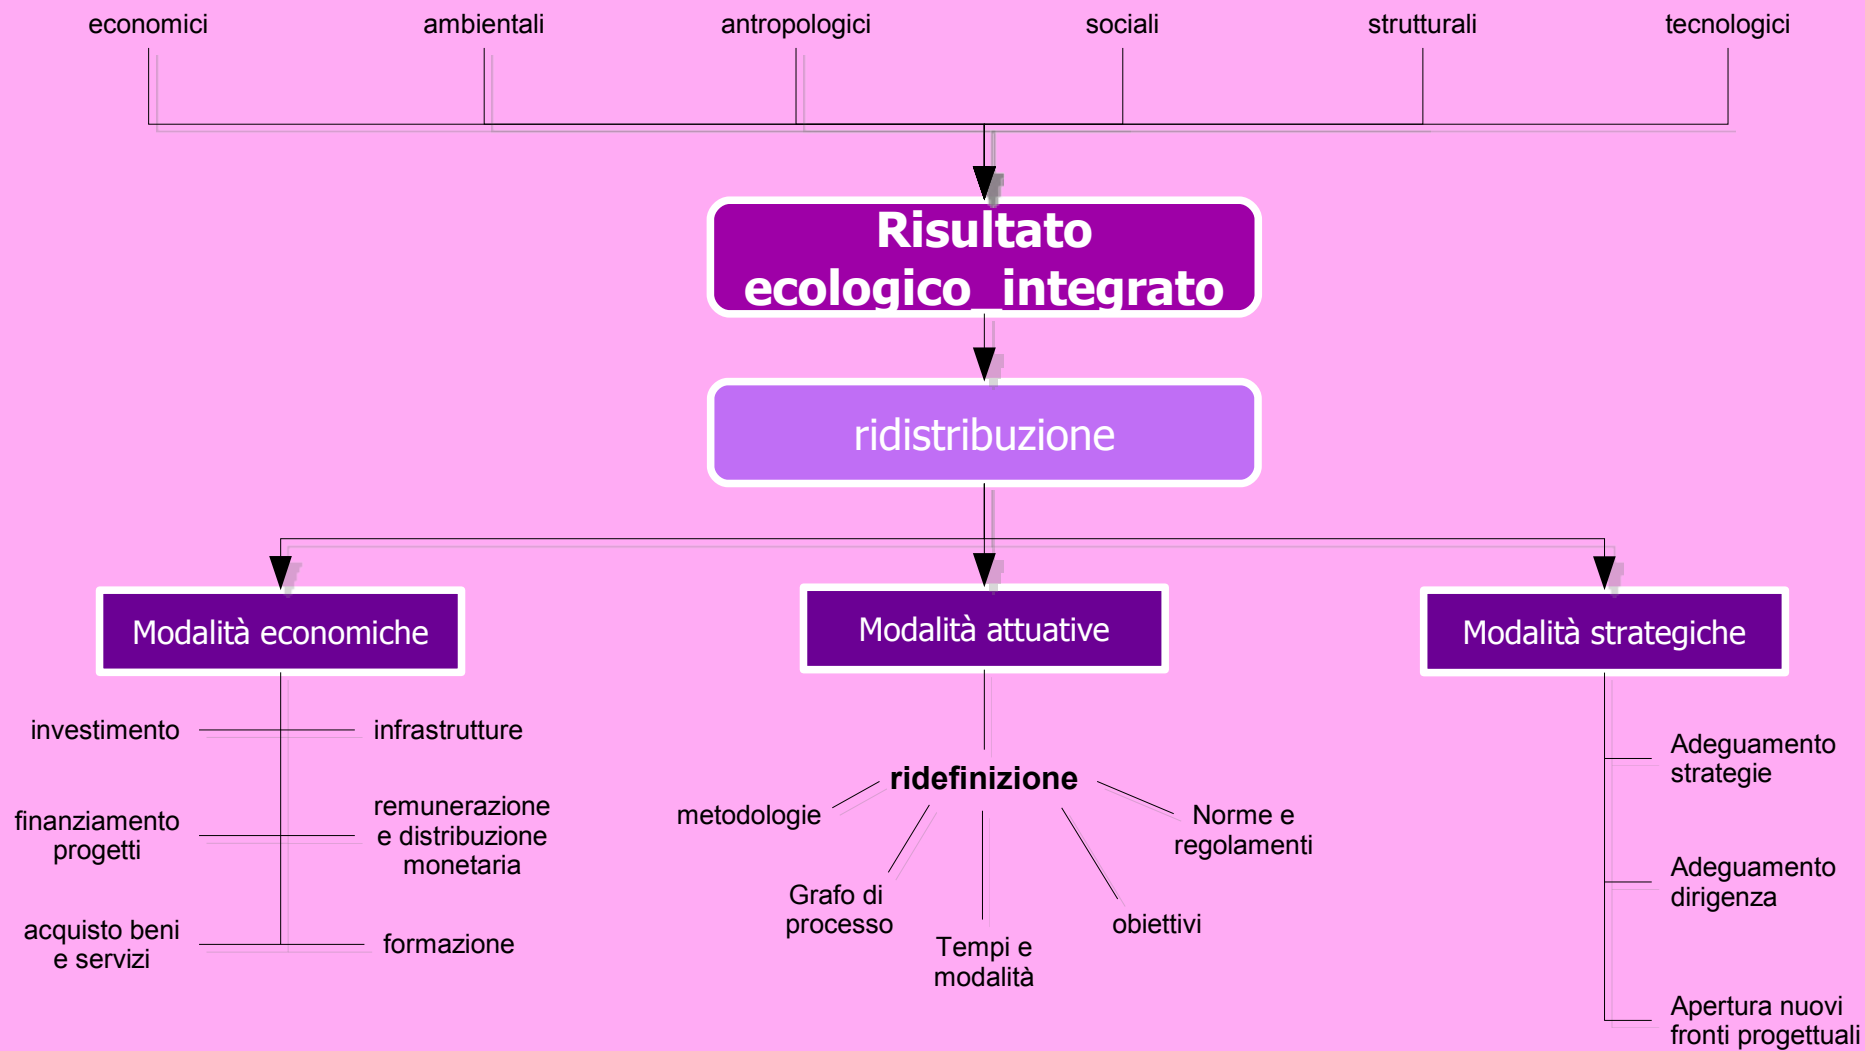 economici
ambientali
antropologici
sociali
strutturali
tecnologici
Risultato
ecologico_integrato
ridistribuzione
Modalità economiche
investimento
infrastrutture
finanziamento
progetti
remunerazione
e distribuzione
monetaria
acquisto beni
e servizi
formazione
Modalità attuative
ridefinizione
metodologie
Grafo di
processo
Tempi e
modalità
obiettivi
Norme e
regolamenti
Modalità strategiche
Adeguamento
strategie
Adeguamento
dirigenza
Apertura nuovi
fronti progettuali